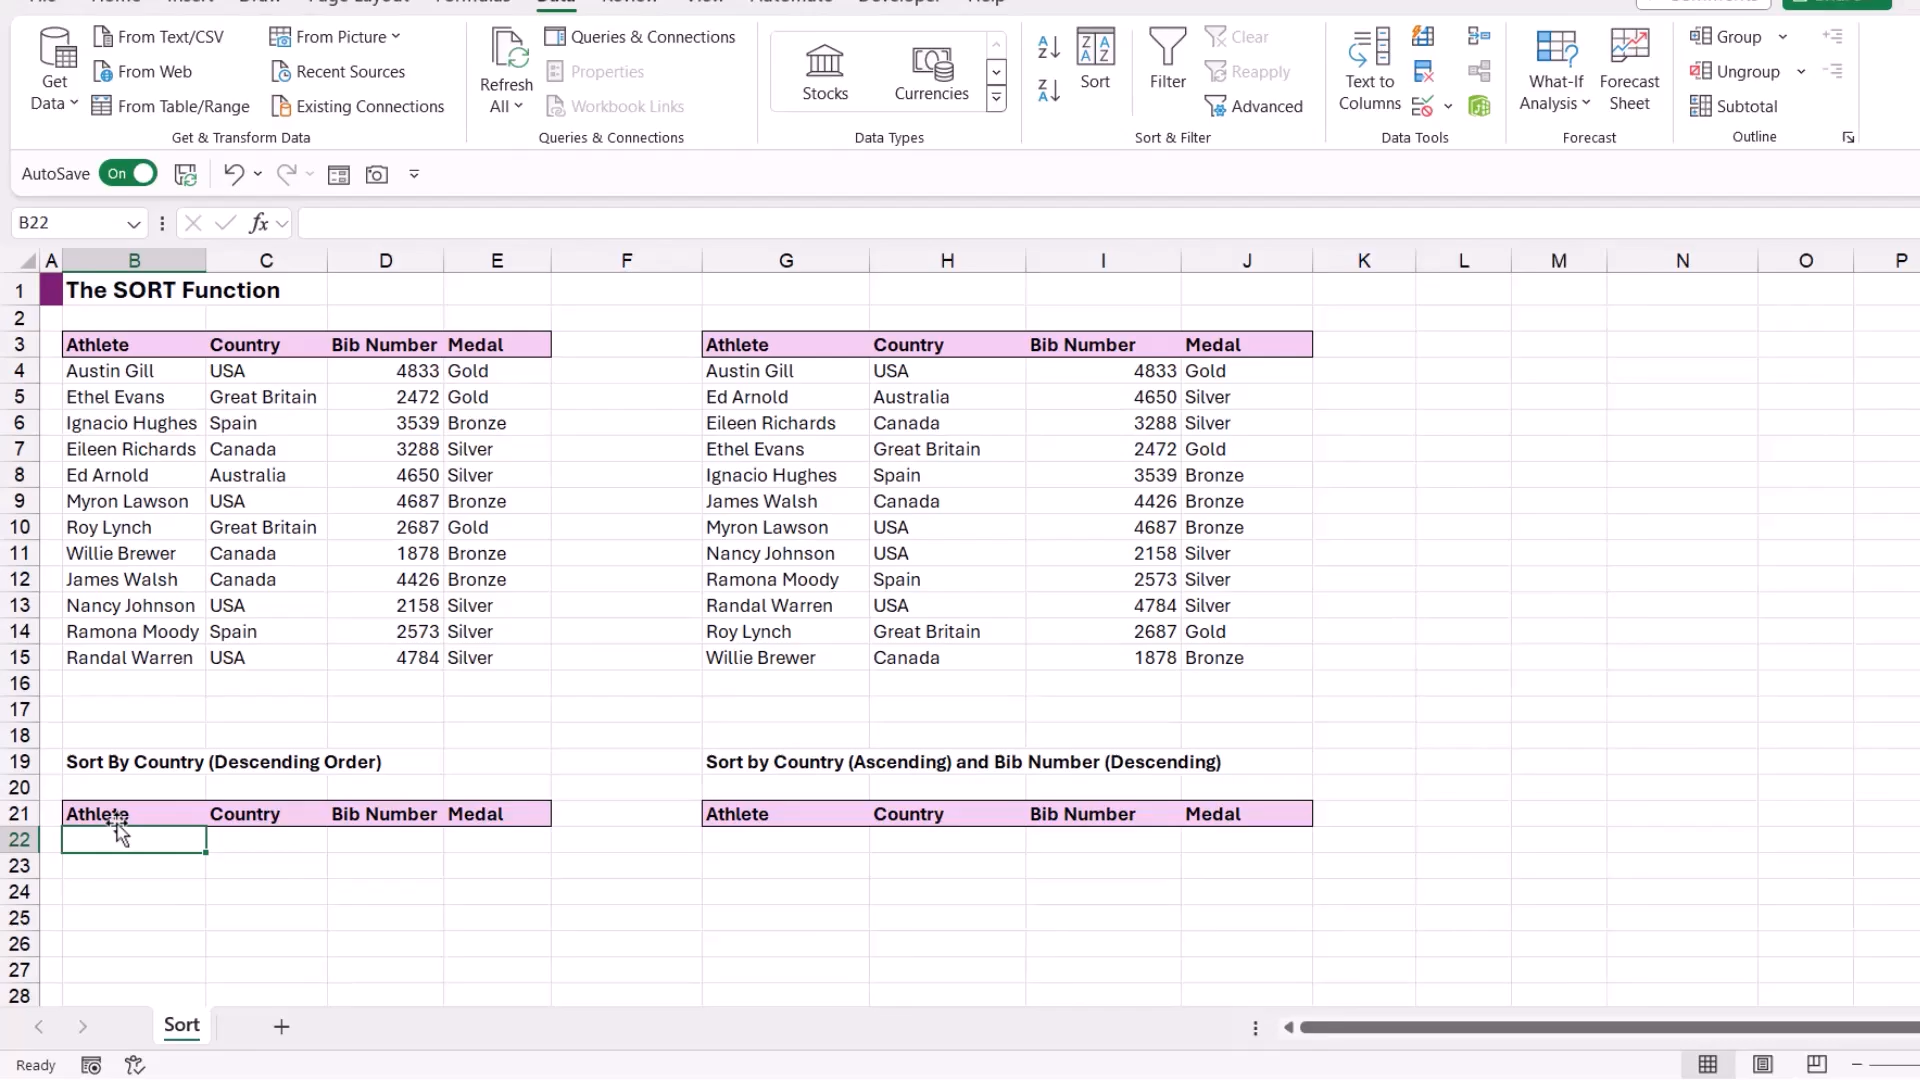 Data
From Text/CSV
From Picture
Queries & Connections
Clear
Group
Get Data
From Web
Recent Sources
Refresh All
Properties
Stocks
Currencies
Sort
Filter
Reapply
Text to Columns
What-If Analysis
Forecast Sheet
Ungroup
From Table/Range
Existing Connections
Workbook Links
Advanced
Subtotal
Get & Transform Data
Queries & Connections
Data Types
Sort & Filter
Data Tools
Forecast
Outline
AutoSave On
B22
fx
A B C D E F G H I J K L M N O P
1 The SORT Function
2
3 Athlete Country Bib Number Medal Athlete Country Bib Number Medal
4 Austin Gill USA 4833 Gold Austin Gill USA 4833 Gold
5 Ethel Evans Great Britain 2472 Gold Ed Arnold Australia 4650 Silver
6 Ignacio Hughes Spain 3539 Bronze Eileen Richards Canada 3288 Silver
7 Eileen Richards Canada 3288 Silver Ethel Evans Great Britain 2472 Gold
8 Ed Arnold Australia 4650 Silver Ignacio Hughes Spain 3539 Bronze
9 Myron Lawson USA 4687 Bronze James Walsh Canada 4426 Bronze
10 Roy Lynch Great Britain 2687 Gold Myron Lawson USA 4687 Bronze
11 Willie Brewer Canada 1878 Bronze Nancy Johnson USA 2158 Silver
12 James Walsh Canada 4426 Bronze Ramona Moody Spain 2573 Silver
13 Nancy Johnson USA 2158 Silver Randal Warren USA 4784 Silver
14 Ramona Moody Spain 2573 Silver Roy Lynch Great Britain 2687 Gold
15 Randal Warren USA 4784 Silver Willie Brewer Canada 1878 Bronze
16
17
18
19 Sort By Country (Descending Order) Sort by Country (Ascending) and Bib Number (Descending)
20
21 Athlete Country Bib Number Medal Athlete Country Bib Number Medal
22
23
24
25
26
27
28
Sort
Ready